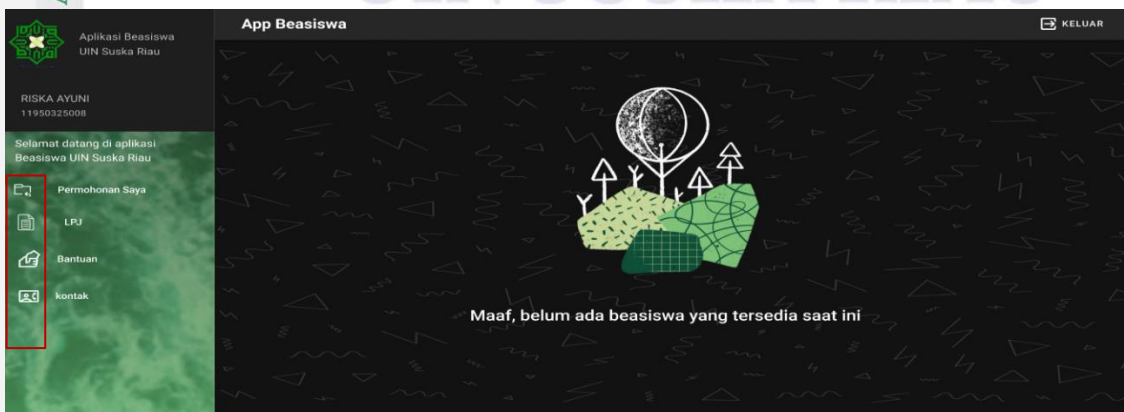 Aplikasi Beasiswa
UIN Suska Riau
RISKA AYUNI
11950325008
Selamat datang di aplikasi
Beasiswa UIN Suska Riau
Permohonan Saya
LPJ
Bantuan
kontak
App Beasiswa
KELUAR
Maaf, belum ada beasiswa yang tersedia saat ini